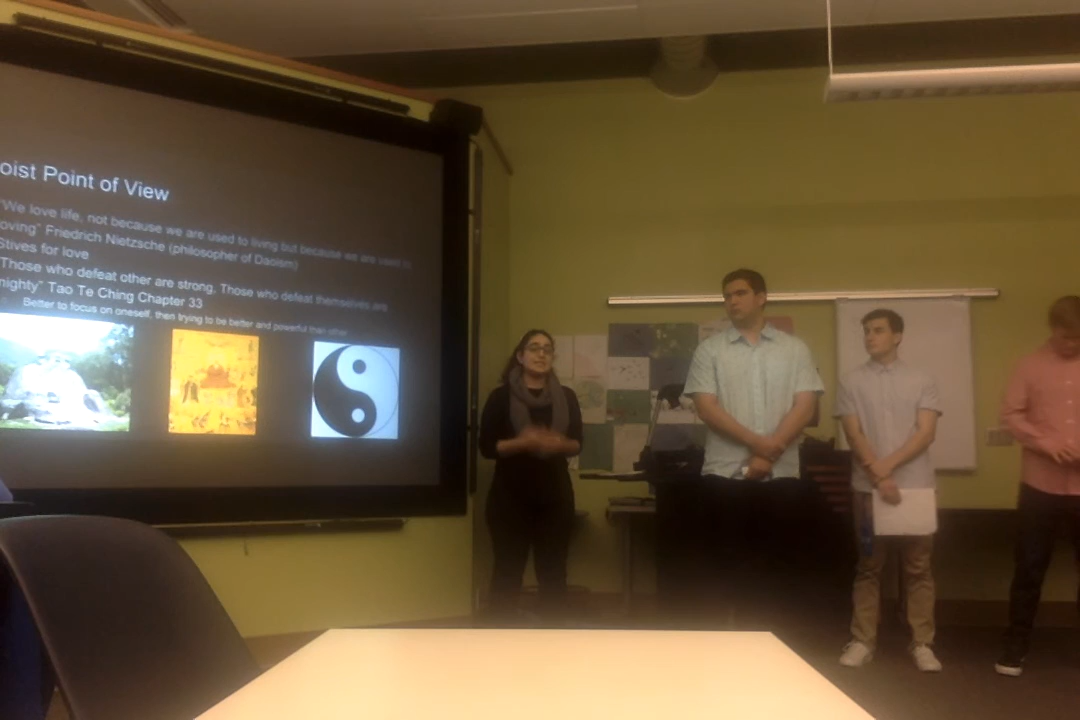 oist Point of View
"We love life, not because we are used to living but because we are used to
oving" Friedrich Nietzsche (philosopher of Daoism)
Stives for love
Those who defeat other are strong, Those who defeat themselves are
mighty" Tao Te Ching Chapter 33
Better to focus on oneself, then trying to be better and powerful than other